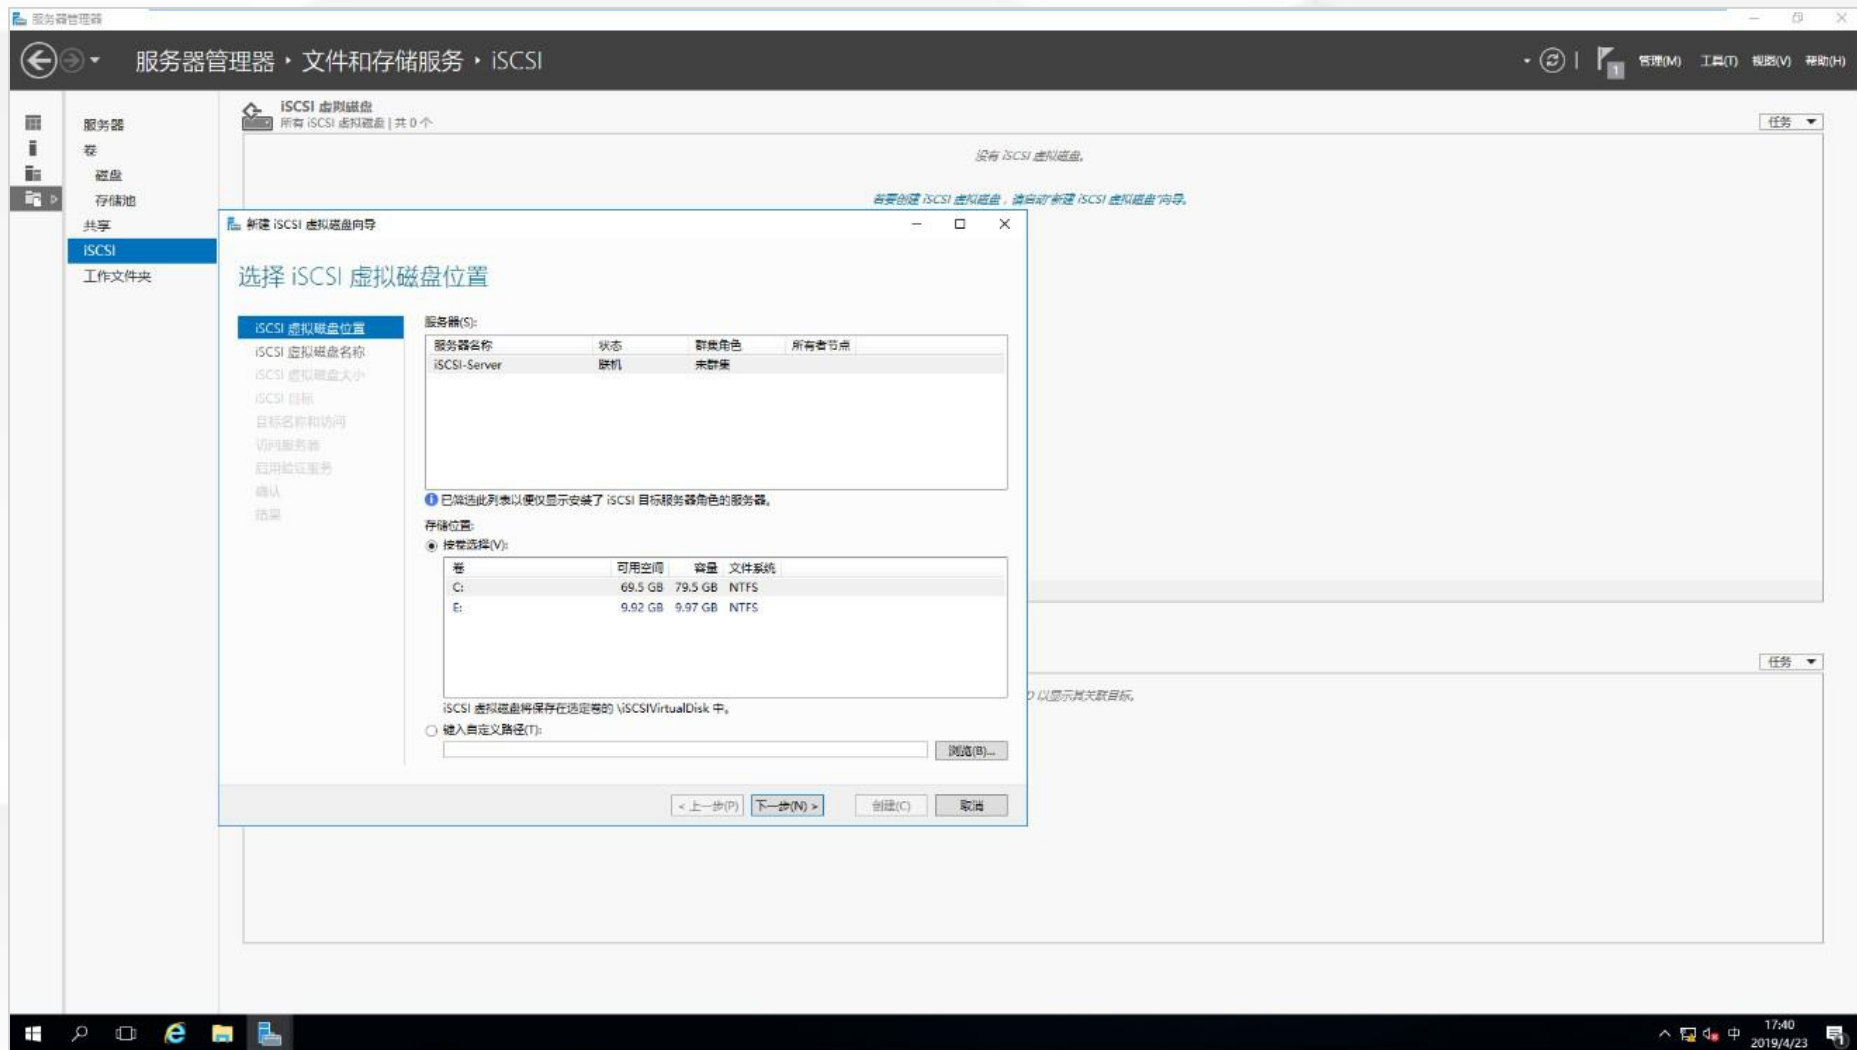 服务器管理器
服务器管理器 ‣ 文件和存储服务 ‣ iSCSI
1
管理(M) 工具(T) 视图(V) 帮助(H)
服务器
卷
磁盘
存储池
共享
iSCSI
工作文件夹
iSCSI 虚拟磁盘
所有 iSCSI 虚拟磁盘 | 共 0 个
任务
没有 iSCSI 虚拟磁盘。
若要创建 iSCSI 虚拟磁盘，请启动"新建 iSCSI 虚拟磁盘"向导。
新建 iSCSI 虚拟磁盘向导
选择 iSCSI 虚拟磁盘位置
iSCSI 虚拟磁盘位置
iSCSI 虚拟磁盘名称
iSCSI 虚拟磁盘大小
iSCSI 目标
目标名称和访问
访问服务器
启用验证服务
确认
结果
服务器(S):
服务器名称 状态 群集角色 所有者节点
iSCSI-Server 联机 未群集
已筛选此列表以便仅显示安装了 iSCSI 目标服务器角色的服务器。
存储位置:
按卷选择(V):
卷 可用空间 容量 文件系统
C: 69.5 GB 79.5 GB NTFS
E: 9.92 GB 9.97 GB NTFS
iSCSI 虚拟磁盘将保存在选定卷的 \iSCSIVirtualDisk 中。
键入自定义路径(T):
浏览(B)...
< 上一步(P) 下一步(N) > 创建(C) 取消
任务
以显示其关联目标。
中
17:40
2019/4/23
1